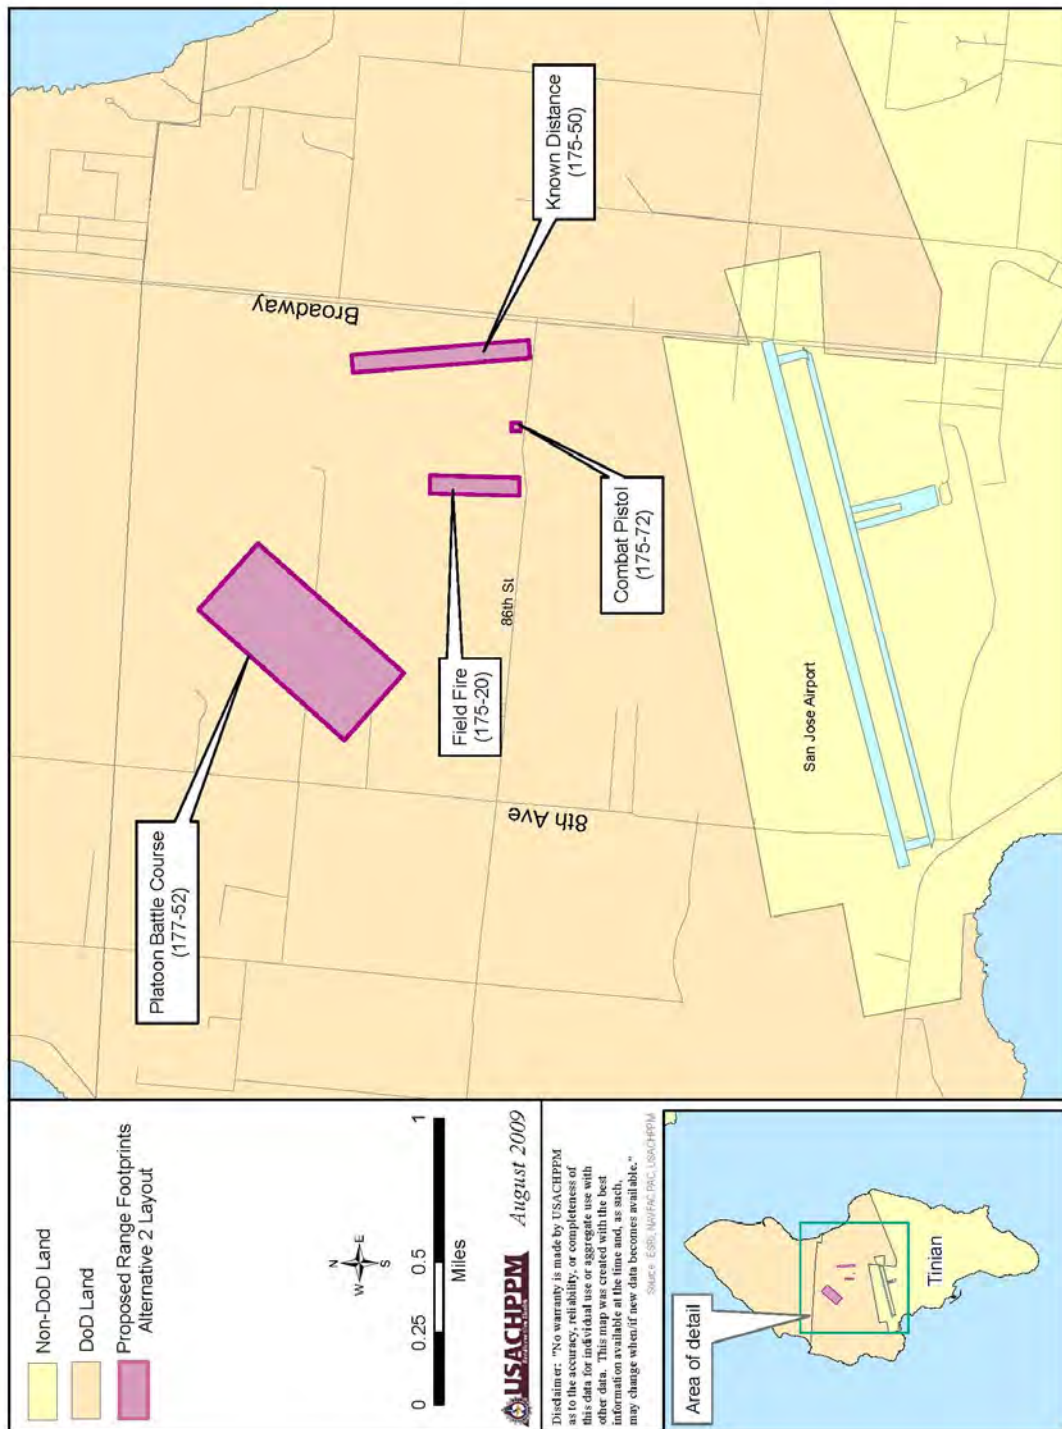 Platoon Battle Course
(177-52)
Known Distance
(175-50)
Field Fire
(175-20)
Combat Pistol
(175-72)
Broadway
8th Ave
86th St
San Jose Airport
Non-DoD Land
DoD Land
Proposed Range Footprints
Alternative 2 Layout
N
W
E
S
0
0.25
0.5
1
Miles
USACHPPM
August 2009
Disclaimer: "No warranty is made by USACHPPM
as to the accuracy, reliability, or completeness of
this data for individual use or aggregate use with
other data. This map was created with the best
information available at the time and, as such,
may change when/if new data becomes available."
Source: ESRI, NAVFAC PAC, USACHPPM
Area of detail
Tinian